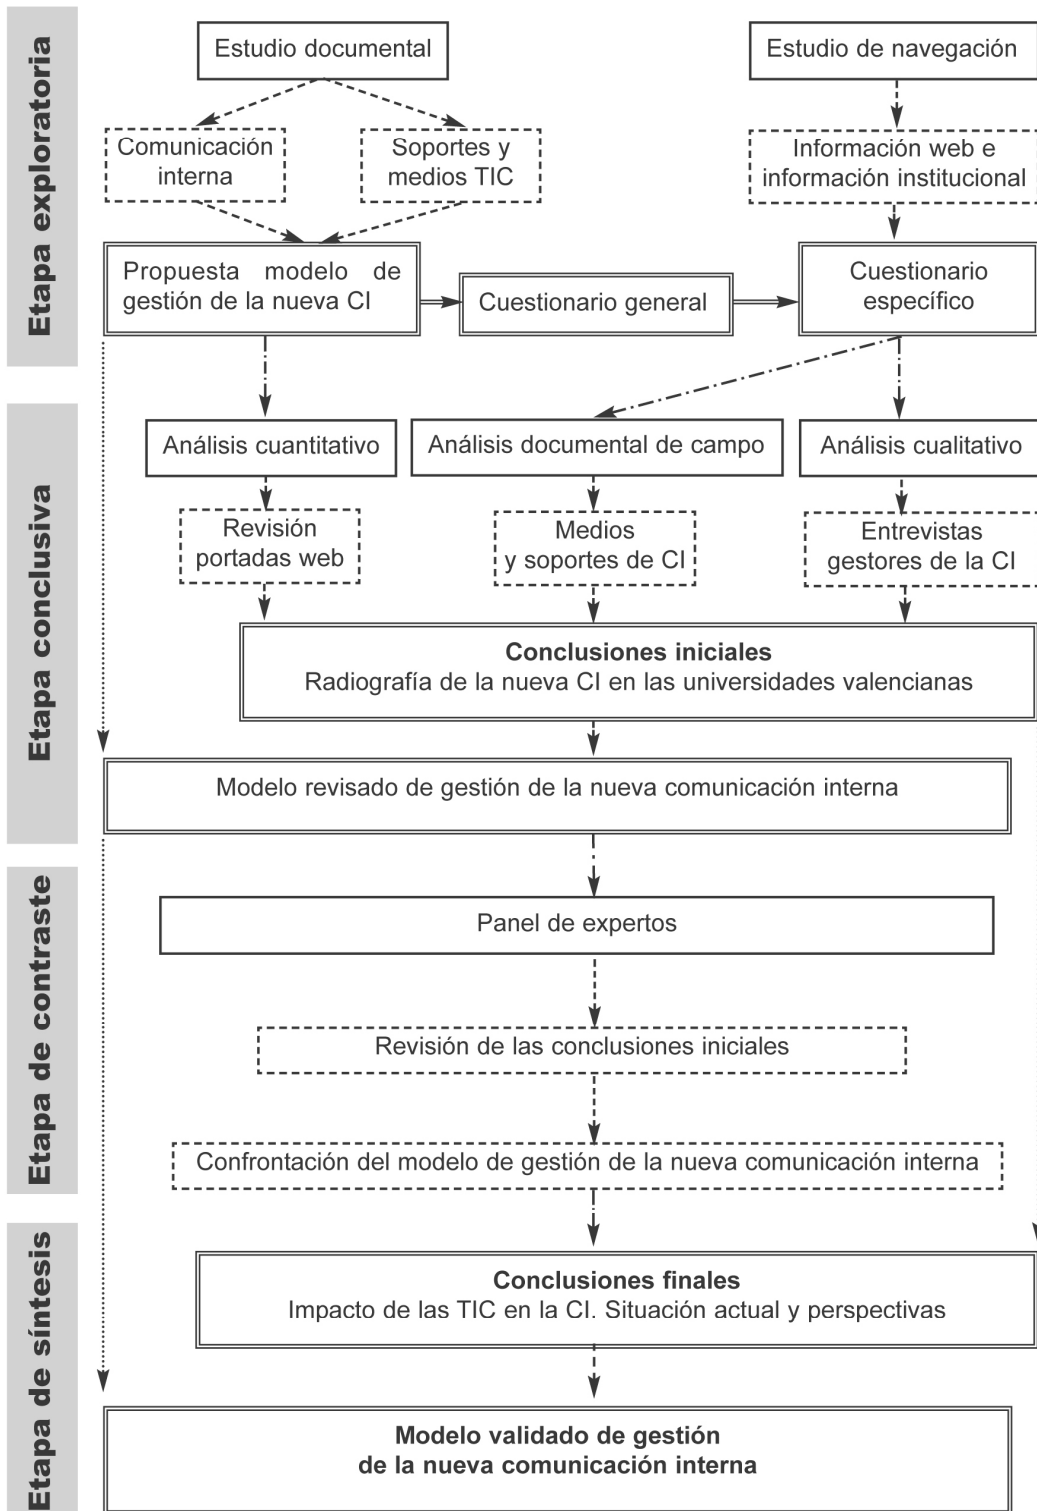 Etapa exploratoria
Estudio documental
Estudio de navegación
Comunicación
interna
Soportes y
medios TIC
Información web e
información institucional
Propuesta modelo de
gestión de la nueva CI
Cuestionario general
Cuestionario
específico
Etapa conclusiva
Análisis cuantitativo
Análisis documental de campo
Análisis cualitativo
Revisión
portadas web
Medios
y soportes de CI
Entrevistas
gestores de la CI
Conclusiones iniciales
Radiografía de la nueva CI en las universidades valencianas
Modelo revisado de gestión de la nueva comunicación interna
Etapa de contraste
Panel de expertos
Revisión de las conclusiones iniciales
Confrontación del modelo de gestión de la nueva comunicación interna
Etapa de síntesis
Conclusiones finales
Impacto de las TIC en la CI. Situación actual y perspectivas
Modelo validado de gestión
de la nueva comunicación interna